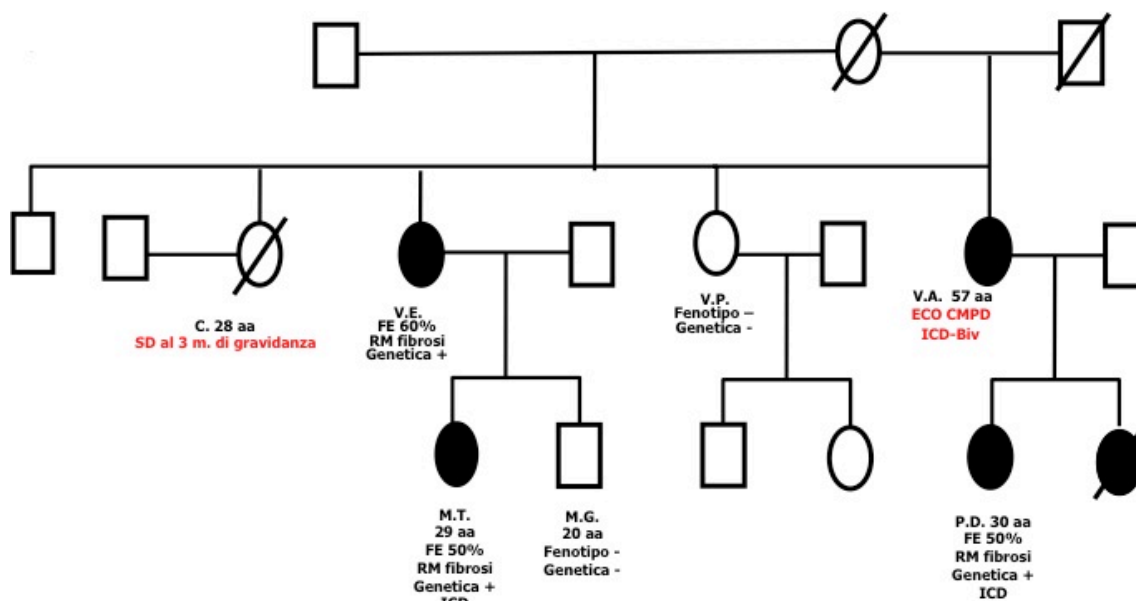 C. 28 aa
SD al 3 m. di gravidanza
V.E.
FE 60%
RM fibrosi
Genetica +
V.P.
Fenotipo –
Genetica -
V.A. 57 aa
ECO CMPD
ICD-Biv
M.T.
29 aa
FE 50%
RM fibrosi
Genetica +
ICD
M.G.
20 aa
Fenotipo -
Genetica -
P.D. 30 aa
FE 50%
RM fibrosi
Genetica +
ICD